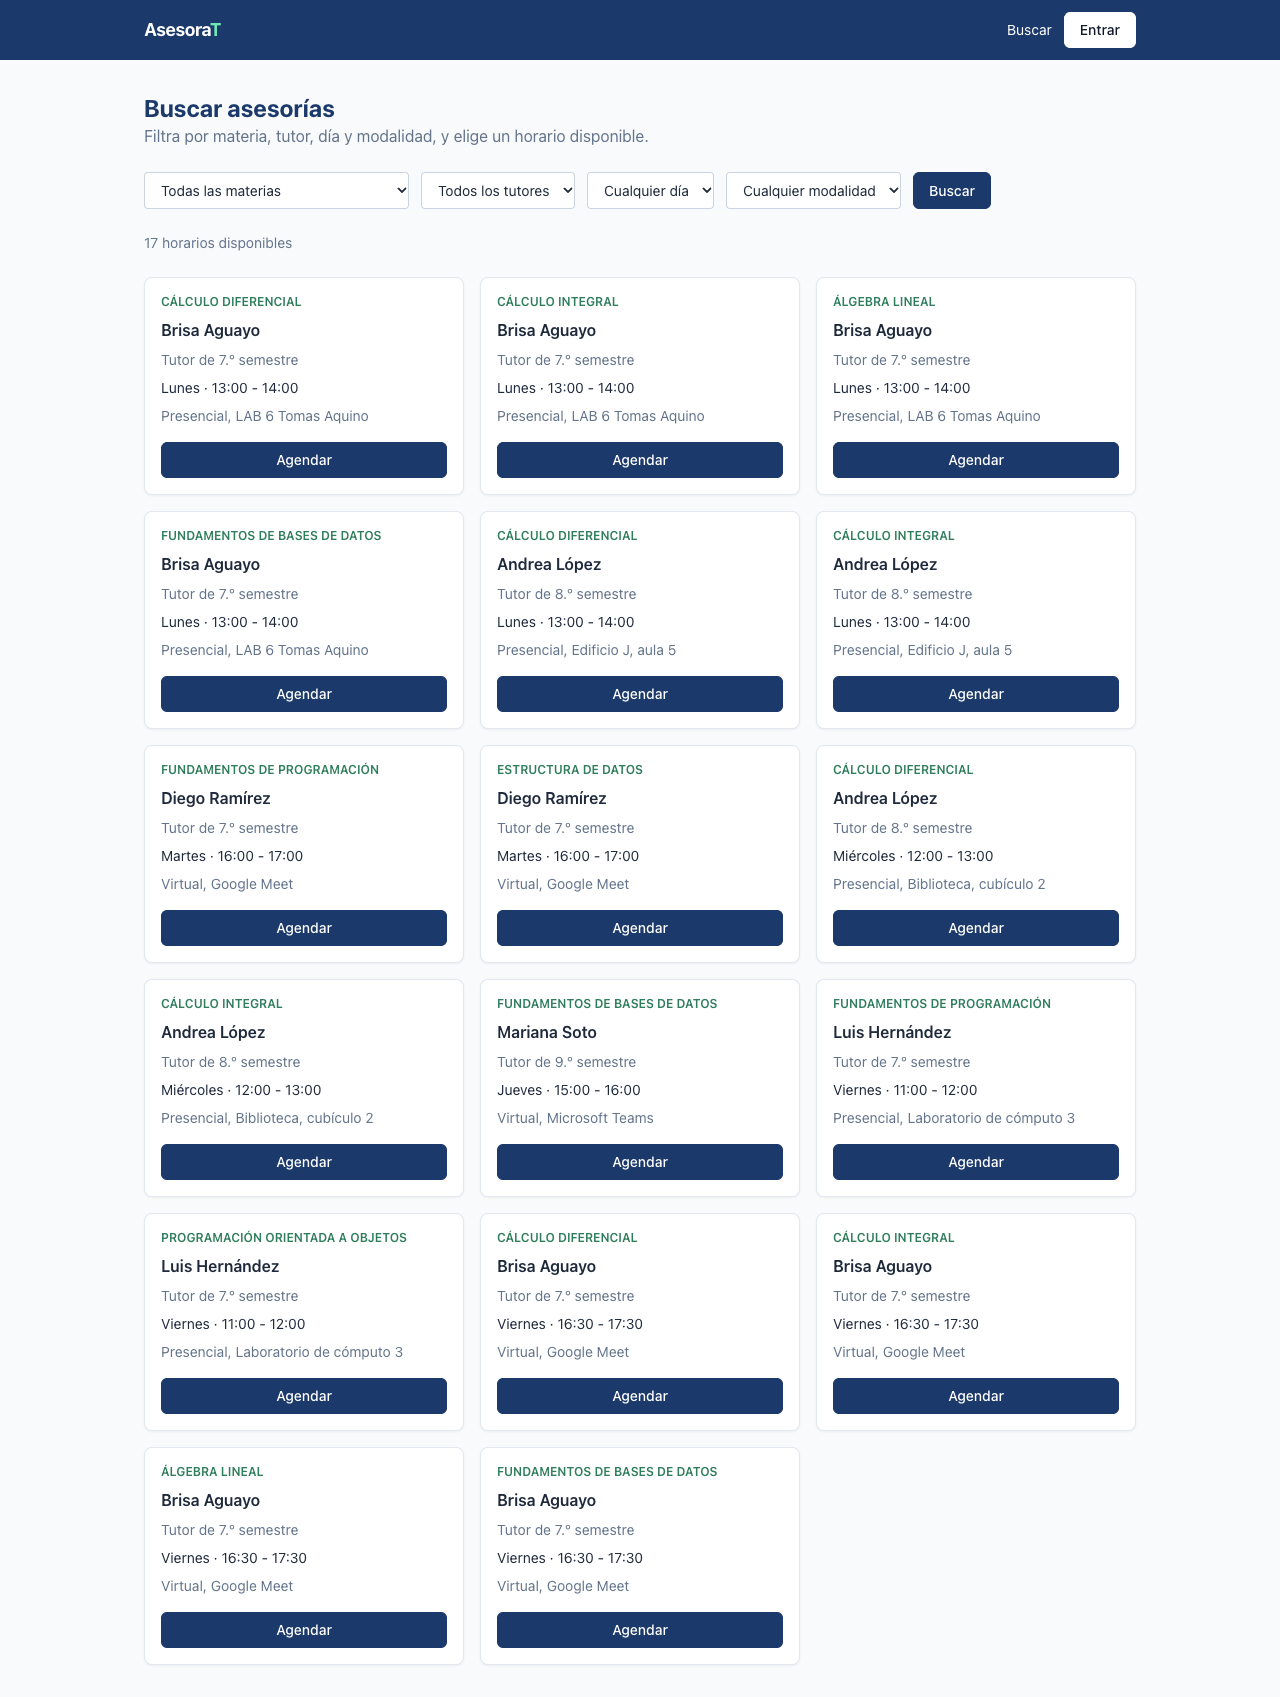 AsesoraT
Buscar
Entrar
Buscar asesorías
Filtra por materia, tutor, día y modalidad, y elige un horario disponible.
Todas las materias
Todos los tutores
Cualquier día
Cualquier modalidad
Buscar
17 horarios disponibles
CÁLCULO DIFERENCIAL
Brisa Aguayo
Tutor de 7.º semestre
Lunes · 13:00 - 14:00
Presencial, LAB 6 Tomas Aquino
Agendar
CÁLCULO INTEGRAL
Brisa Aguayo
Tutor de 7.º semestre
Lunes · 13:00 - 14:00
Presencial, LAB 6 Tomas Aquino
Agendar
ÁLGEBRA LINEAL
Brisa Aguayo
Tutor de 7.º semestre
Lunes · 13:00 - 14:00
Presencial, LAB 6 Tomas Aquino
Agendar
FUNDAMENTOS DE BASES DE DATOS
Brisa Aguayo
Tutor de 7.º semestre
Lunes · 13:00 - 14:00
Presencial, LAB 6 Tomas Aquino
Agendar
CÁLCULO DIFERENCIAL
Andrea López
Tutor de 8.º semestre
Lunes · 13:00 - 14:00
Presencial, Edificio J, aula 5
Agendar
CÁLCULO INTEGRAL
Andrea López
Tutor de 8.º semestre
Lunes · 13:00 - 14:00
Presencial, Edificio J, aula 5
Agendar
FUNDAMENTOS DE PROGRAMACIÓN
Diego Ramírez
Tutor de 7.º semestre
Martes · 16:00 - 17:00
Virtual, Google Meet
Agendar
ESTRUCTURA DE DATOS
Diego Ramírez
Tutor de 7.º semestre
Martes · 16:00 - 17:00
Virtual, Google Meet
Agendar
CÁLCULO DIFERENCIAL
Andrea López
Tutor de 8.º semestre
Miércoles · 12:00 - 13:00
Presencial, Biblioteca, cubículo 2
Agendar
CÁLCULO INTEGRAL
Andrea López
Tutor de 8.º semestre
Miércoles · 12:00 - 13:00
Presencial, Biblioteca, cubículo 2
Agendar
FUNDAMENTOS DE BASES DE DATOS
Mariana Soto
Tutor de 9.º semestre
Jueves · 15:00 - 16:00
Virtual, Microsoft Teams
Agendar
FUNDAMENTOS DE PROGRAMACIÓN
Luis Hernández
Tutor de 7.º semestre
Viernes · 11:00 - 12:00
Presencial, Laboratorio de cómputo 3
Agendar
PROGRAMACIÓN ORIENTADA A OBJETOS
Luis Hernández
Tutor de 7.º semestre
Viernes · 11:00 - 12:00
Presencial, Laboratorio de cómputo 3
Agendar
CÁLCULO DIFERENCIAL
Brisa Aguayo
Tutor de 7.º semestre
Viernes · 16:30 - 17:30
Virtual, Google Meet
Agendar
CÁLCULO INTEGRAL
Brisa Aguayo
Tutor de 7.º semestre
Viernes · 16:30 - 17:30
Virtual, Google Meet
Agendar
ÁLGEBRA LINEAL
Brisa Aguayo
Tutor de 7.º semestre
Viernes · 16:30 - 17:30
Virtual, Google Meet
Agendar
FUNDAMENTOS DE BASES DE DATOS
Brisa Aguayo
Tutor de 7.º semestre
Viernes · 16:30 - 17:30
Virtual, Google Meet
Agendar